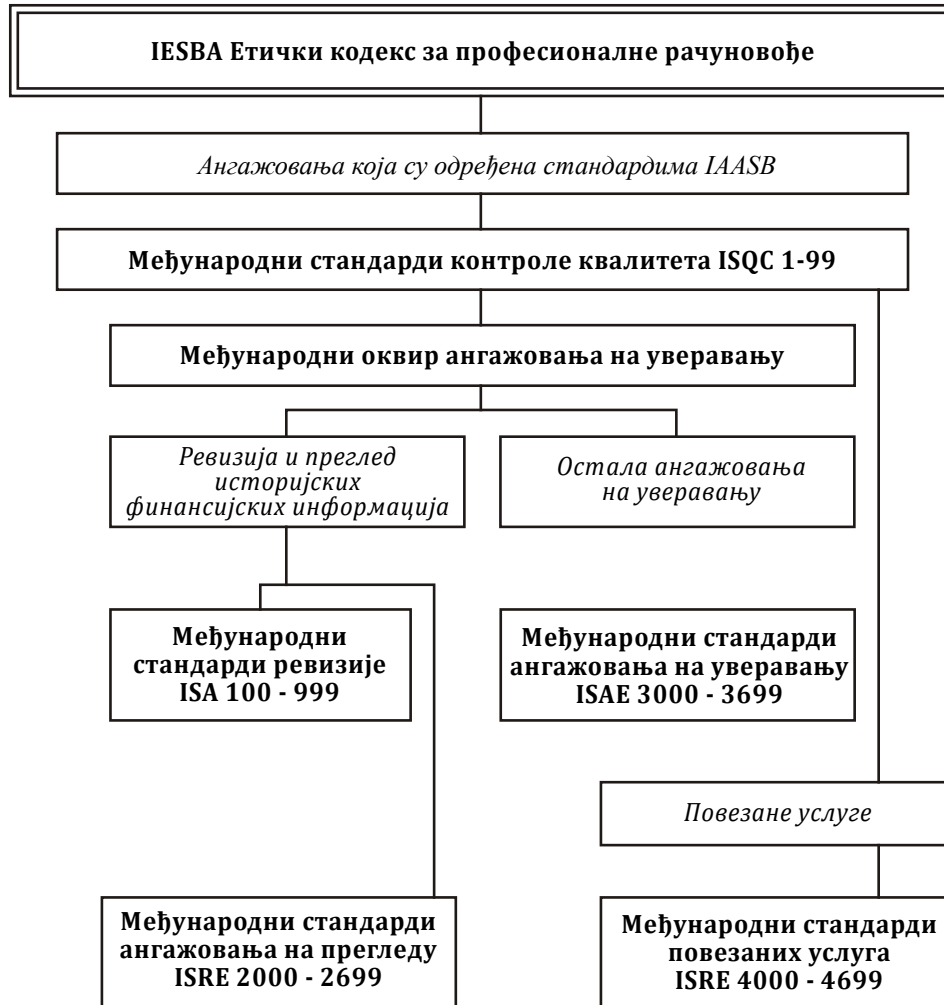 IESBA Етички кодекс за професионалне рачуновође
Ангажовања која су одређена стандардима IAASB
Међународни стандарди контроле квалитета ISQC 1-99
Међународни оквир ангажовања на уверавању
Ревизија и преглед
историјских
финансијских информација
Остала ангажовања
на уверавању
Међународни
стандарди ревизије
ISA 100 - 999
Међународни стандарди
ангажовања на уверавању
ISAE 3000 - 3699
Повезане услуге
Међународни стандарди
ангажовања на прегледу
ISRE 2000 - 2699
Међународни стандарди
повезаних услуга
ISRE 4000 - 4699